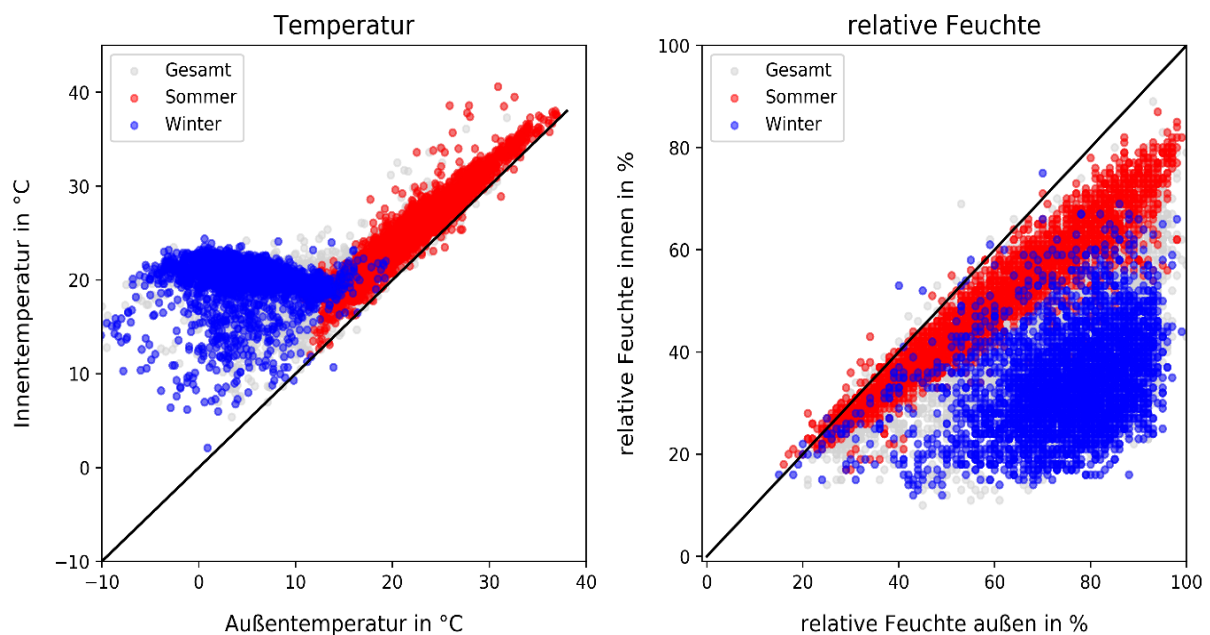 Temperatur
Gesamt
Sommer
Winter
40
30
20
10
0
−10
−10
0
10
20
30
40
Innentemperatur in °C
Außentemperatur in °C
relative Feuchte
Gesamt
Sommer
Winter
100
80
60
40
20
0
0
20
40
60
80
100
relative Feuchte innen in %
relative Feuchte außen in %